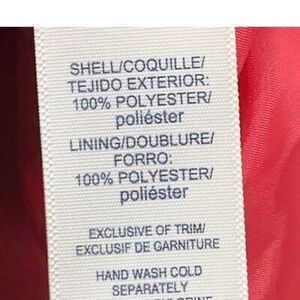 SHELL/COQUILLE/
TEJIDO EXTERIOR:
100% POLYESTER/
poliéster
LINING/DOUBLURE/
FORRO:
100% POLYESTER/
poliéster
EXCLUSIVE OF TRIM/
EXCLUSIF DE GARNITURE
HAND WASH COLD
SEPARATELY